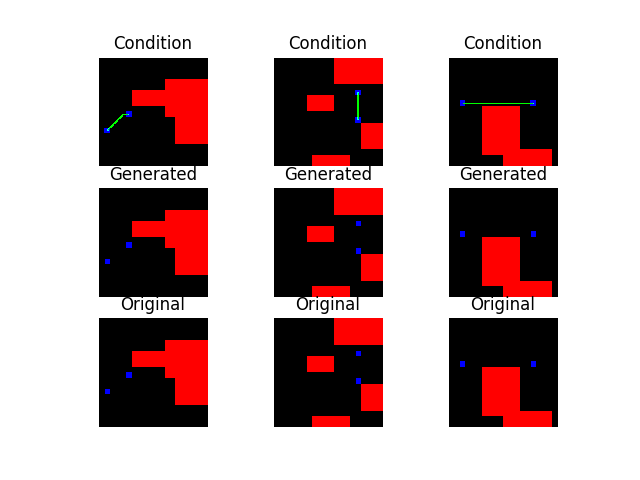 Condition Condition Condition
Generated Generated Generated
Original Original Original